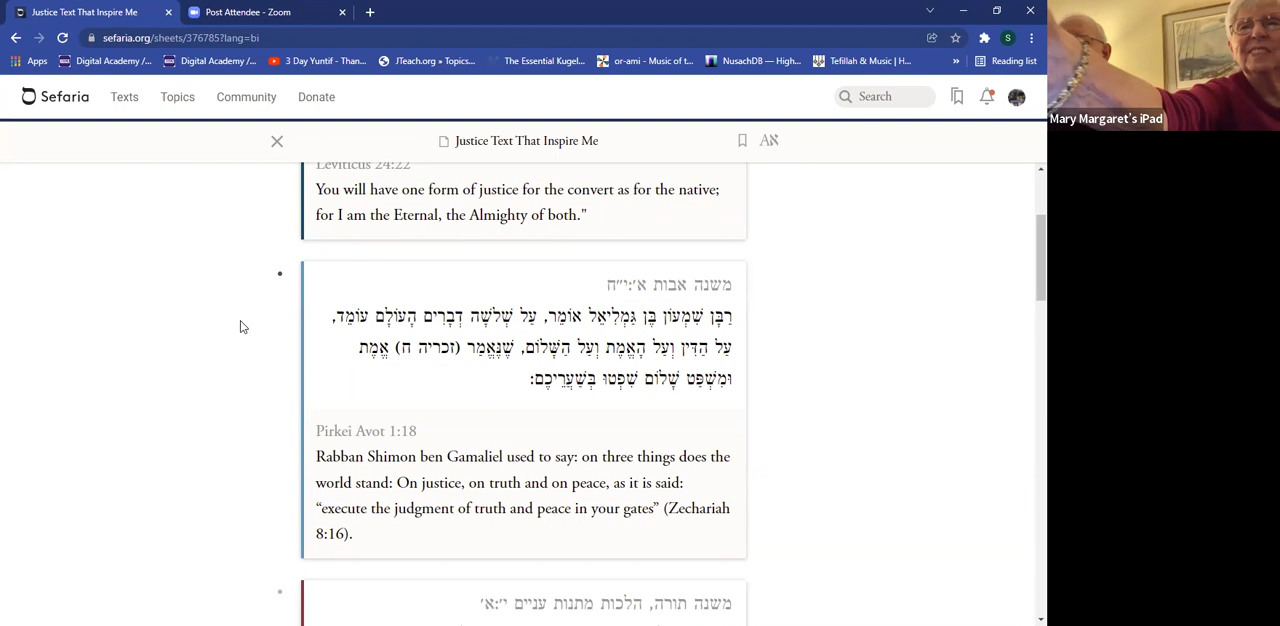 Justice Text That Inspire Me
Post Attendee - Zoom
sefaria.org/sheets/376785?lang=bi
S
Apps
Digital Academy /...
Digital Academy /...
3 Day Yuntif - Than...
JTeach.org » Topics...
The Essential Kugel...
or-ami - Music of t...
NusachDB — High...
Tefillah & Music | H...
»
Reading list
Sefaria
Texts
Topics
Community
Donate
Search
Justice Text That Inspire Me
Aא
Leviticus 24:22
You will have one form of justice for the convert as for the native;
for I am the Eternal, the Almighty of both."
משנה אבות א׳:י״ח
רַבָּן שִׁמְעוֹן בֶּן גַּמְלִיאֵל אוֹמֵר, עַל שְׁלֹשָׁה דְבָרִים הָעוֹלָם עוֹמֵד,
עַל הַדִּין וְעַל הָאֱמֶת וְעַל הַשָּׁלוֹם, שֶׁנֶּאֱמַר (זכריה ח) אֱמֶת
וּמִשְׁפַּט שָׁלוֹם שִׁפְטוּ בְּשַׁעֲרֵיכֶם:
Pirkei Avot 1:18
Rabban Shimon ben Gamaliel used to say: on three things does the
world stand: On justice, on truth and on peace, as it is said:
“execute the judgment of truth and peace in your gates” (Zechariah
8:16).
משנה תורה, הלכות מתנות עניים י׳:א׳
Mary Margaret's iPad